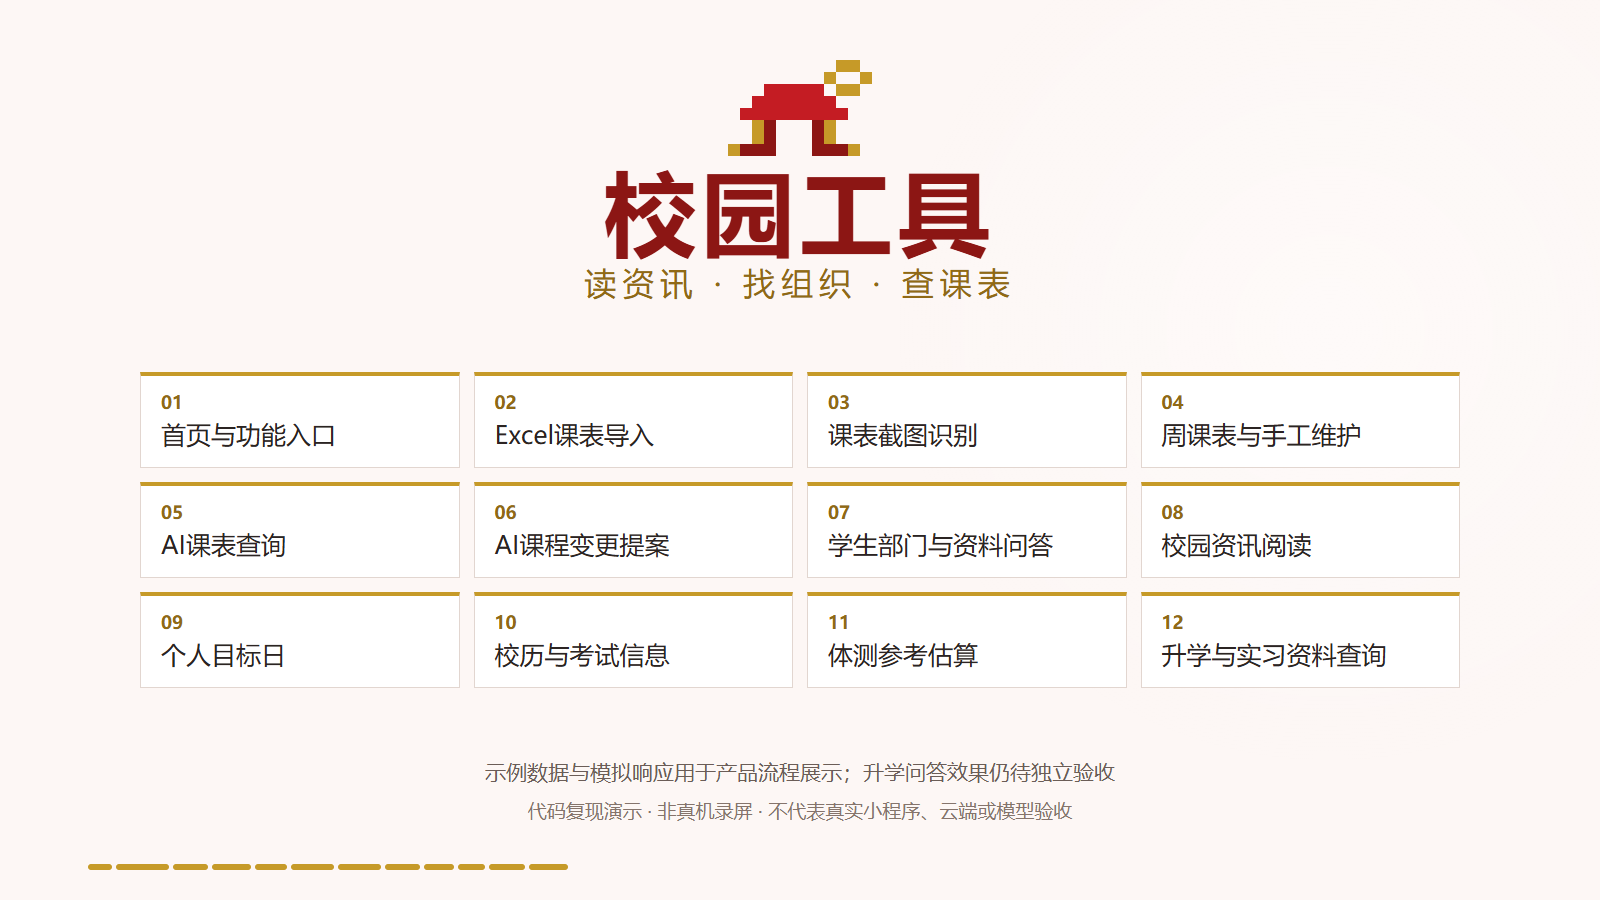 校园工具
读资讯 · 找组织 · 查课表
01
首页与功能入口
02
Excel课表导入
03
课表截图识别
04
周课表与手工维护
05
AI课表查询
06
AI课程变更提案
07
学生部门与资料问答
08
校园资讯阅读
09
个人目标日
10
校历与考试信息
11
体测参考估算
12
升学与实习资料查询
示例数据与模拟响应用于产品流程展示；升学问答效果仍待独立验收
代码复现演示 · 非真机录屏 · 不代表真实小程序、云端或模型验收